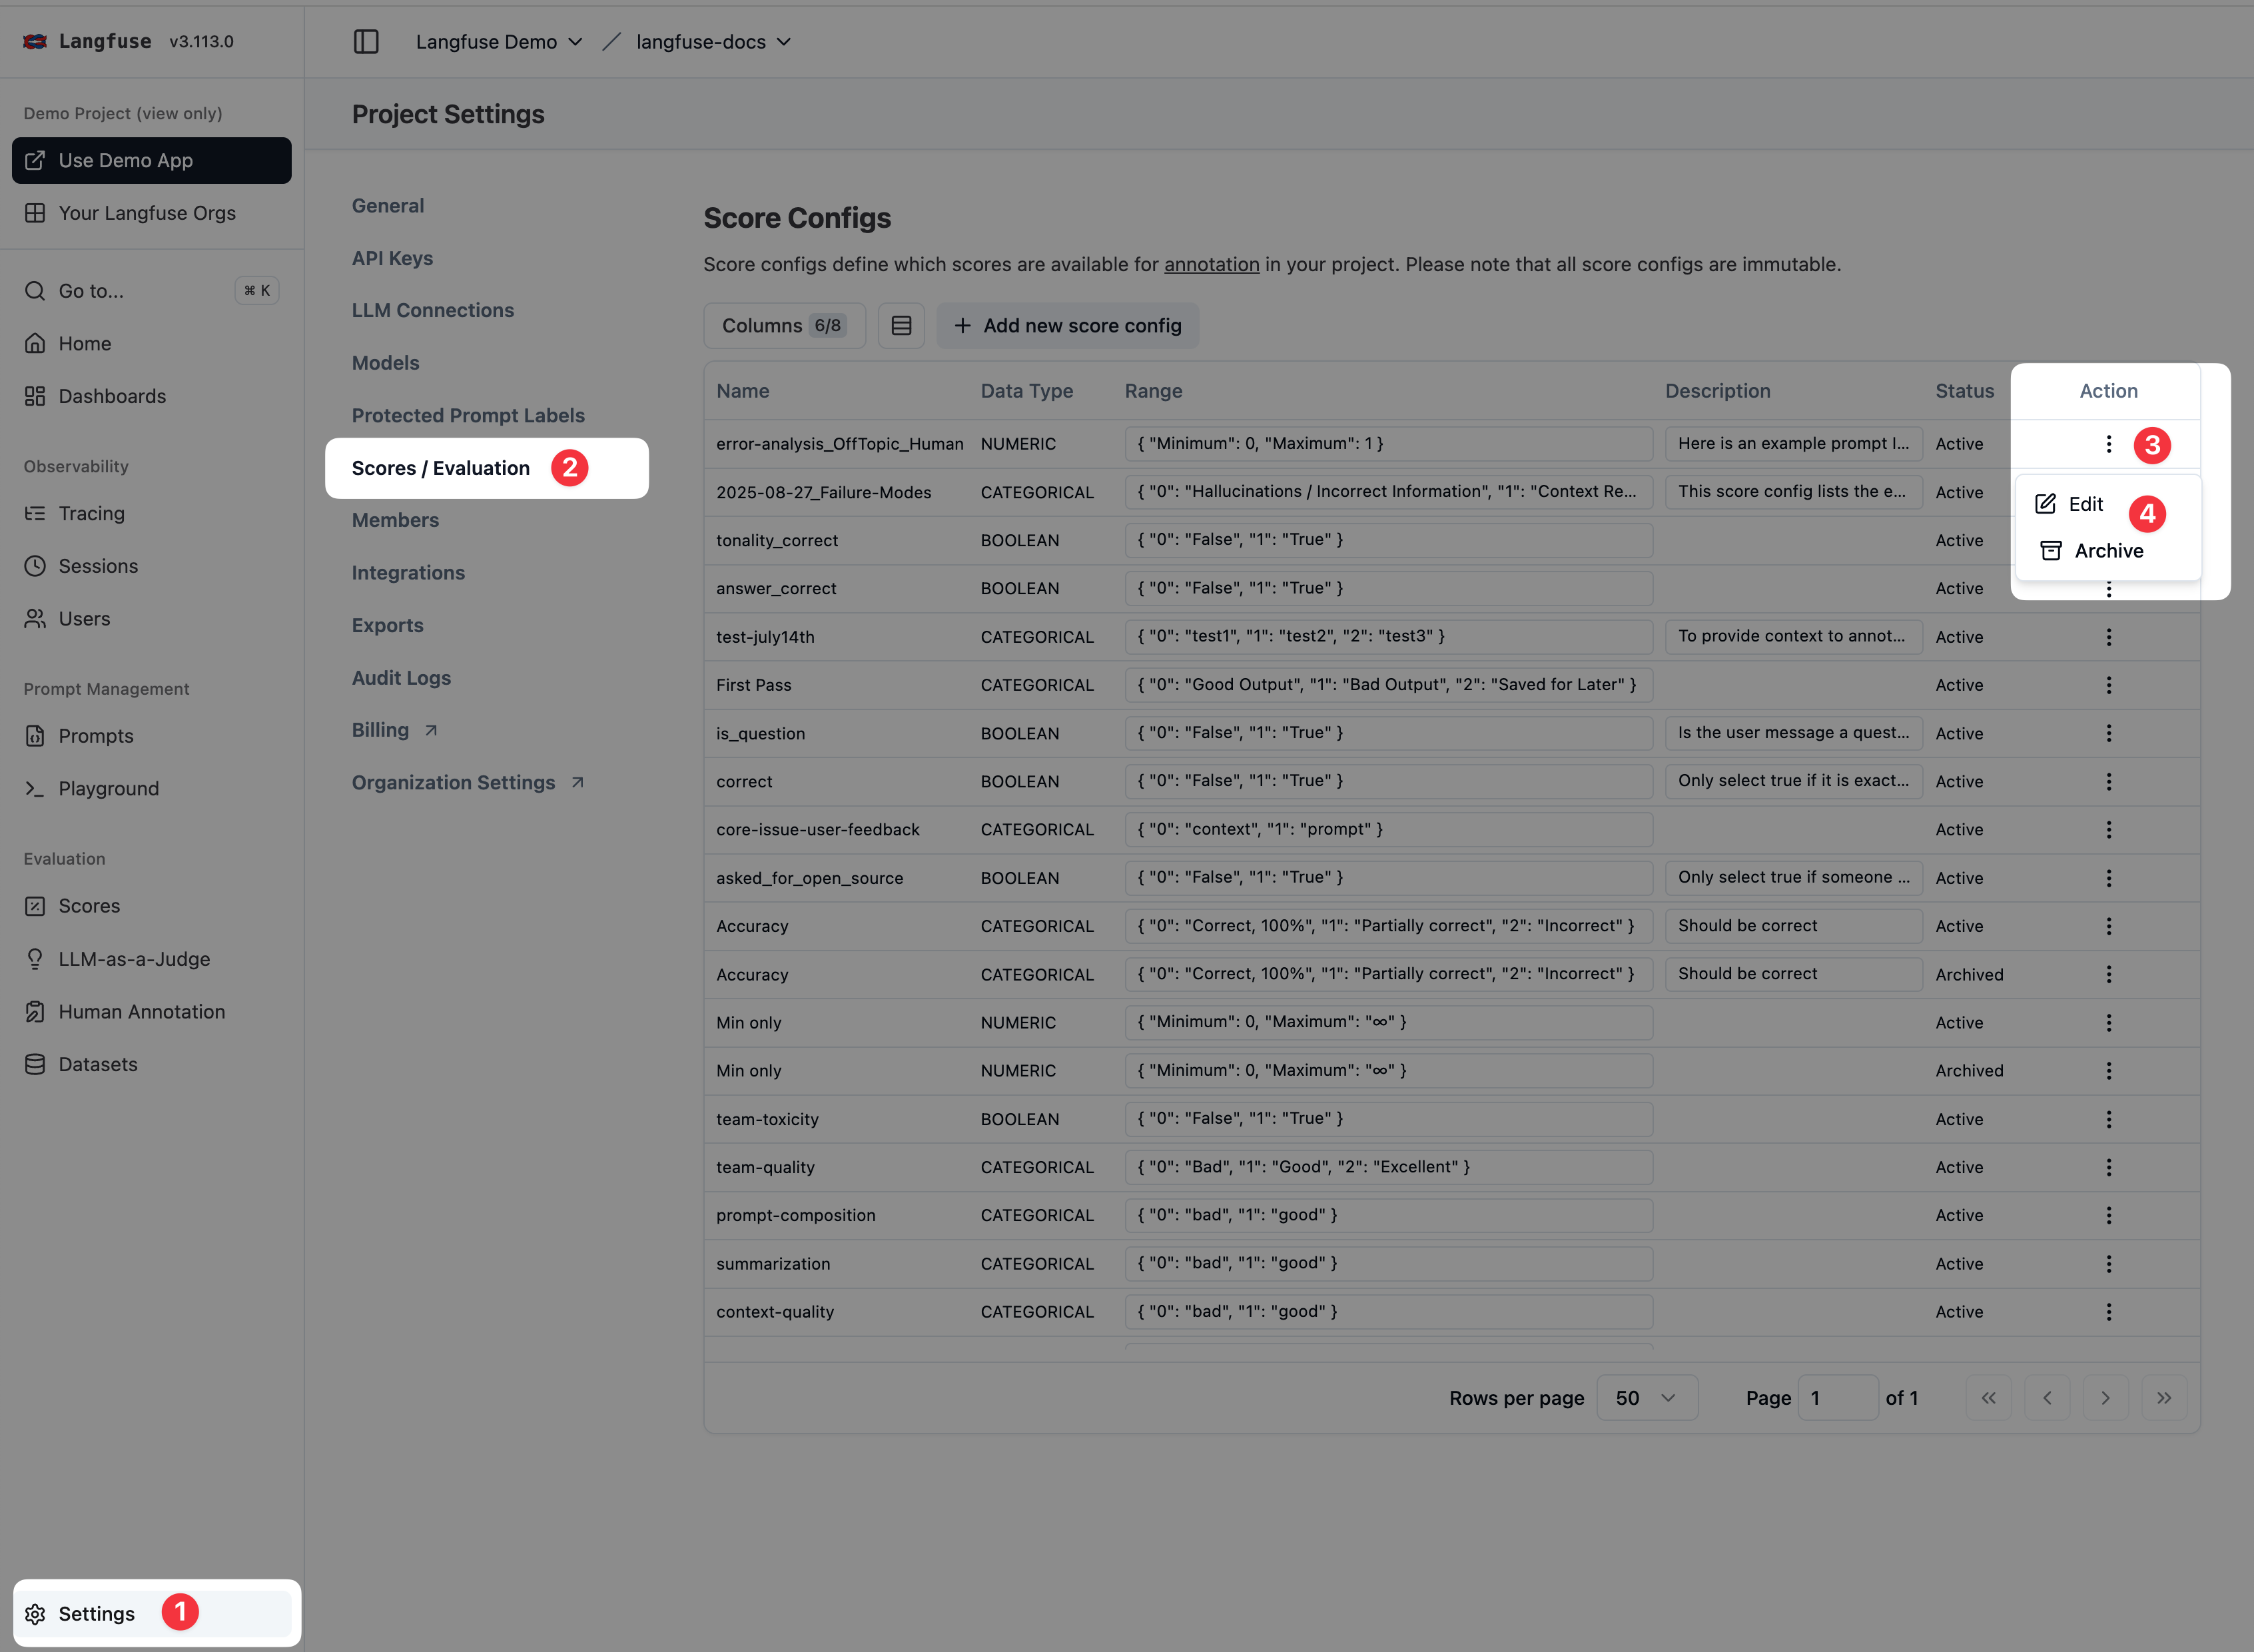 Langfuse v3.113.0
Langfuse Demo / langfuse-docs
Demo Project (view only)
Use Demo App
Your Langfuse Orgs
Go to... ⌘ K
Home
Dashboards
Observability
Tracing
Sessions
Users
Prompt Management
Prompts
Playground
Evaluation
Scores
LLM-as-a-Judge
Human Annotation
Datasets
Settings 1
Project Settings
General
API Keys
LLM Connections
Models
Protected Prompt Labels
Scores / Evaluation 2
Members
Integrations
Exports
Audit Logs
Billing
Organization Settings
Score Configs
Score configs define which scores are available for annotation in your project. Please note that all score configs are immutable.
Columns 6/8 + Add new score config
Name Data Type Range Description Status Action
error-analysis_OffTopic_Human NUMERIC { "Minimum": 0, "Maximum": 1 } Here is an example prompt I... Active 3
2025-08-27_Failure-Modes CATEGORICAL { "0": "Hallucinations / Incorrect Information", "1": "Context Re... This score config lists the e... Active
Edit 4
Archive
tonality_correct BOOLEAN { "0": "False", "1": "True" } Active
answer_correct BOOLEAN { "0": "False", "1": "True" } Active
test-july14th CATEGORICAL { "0": "test1", "1": "test2", "2": "test3" } To provide context to annot... Active
First Pass CATEGORICAL { "0": "Good Output", "1": "Bad Output", "2": "Saved for Later" } Active
is_question BOOLEAN { "0": "False", "1": "True" } Is the user message a quest... Active
correct BOOLEAN { "0": "False", "1": "True" } Only select true if it is exact... Active
core-issue-user-feedback CATEGORICAL { "0": "context", "1": "prompt" } Active
asked_for_open_source BOOLEAN { "0": "False", "1": "True" } Only select true if someone ... Active
Accuracy CATEGORICAL { "0": "Correct, 100%", "1": "Partially correct", "2": "Incorrect" } Should be correct Active
Accuracy CATEGORICAL { "0": "Correct, 100%", "1": "Partially correct", "2": "Incorrect" } Should be correct Archived
Min only NUMERIC { "Minimum": 0, "Maximum": "∞" } Active
Min only NUMERIC { "Minimum": 0, "Maximum": "∞" } Archived
team-toxicity BOOLEAN { "0": "False", "1": "True" } Active
team-quality CATEGORICAL { "0": "Bad", "1": "Good", "2": "Excellent" } Active
prompt-composition CATEGORICAL { "0": "bad", "1": "good" } Active
summarization CATEGORICAL { "0": "bad", "1": "good" } Active
context-quality CATEGORICAL { "0": "bad", "1": "good" } Active
Rows per page 50 Page 1 of 1